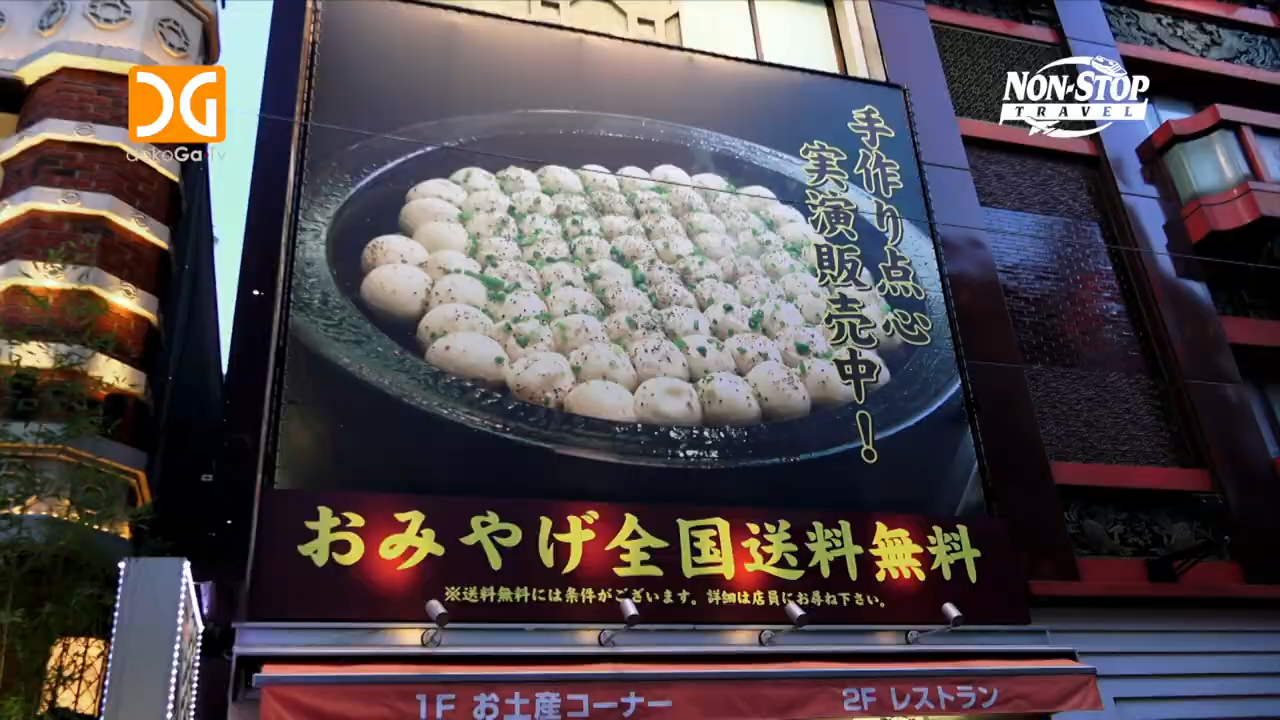 DG
dokoGa TV
NON-STOP
TRAVEL
手作り点心
実演販売中！
おみやげ全国送料無料
※送料無料には条件がございます。詳細は店員にお尋ね下さい。
1F お土産コーナー
2F レストラン